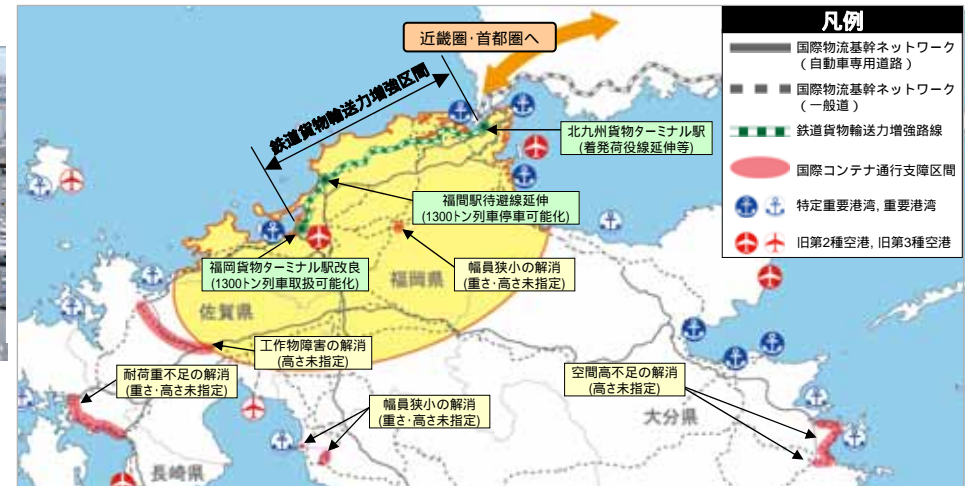 近畿圏･首都圏へ
鉄道貨物輸送力増強区間
北九州貨物ターミナル駅
(着発荷役線延伸等)
福間駅待避線延伸
(1300トン列車停車可能化)
福岡貨物ターミナル駅改良
(1300トン列車取扱可能化)
幅員狭小の解消
(重さ･高さ未指定)
福岡県
佐賀県
工作物障害の解消
(高さ未指定)
耐荷重不足の解消
(重さ･高さ未指定)
幅員狭小の解消
(重さ･高さ未指定)
空間高不足の解消
(高さ未指定)
大分県
長崎県
凡例
国際物流基幹ネットワーク
(自動車専用道路)
国際物流基幹ネットワーク
(一般道)
鉄道貨物輸送力増強路線
国際コンテナ通行支障区間
特定重要港湾, 重要港湾
旧第2種空港, 旧第3種空港